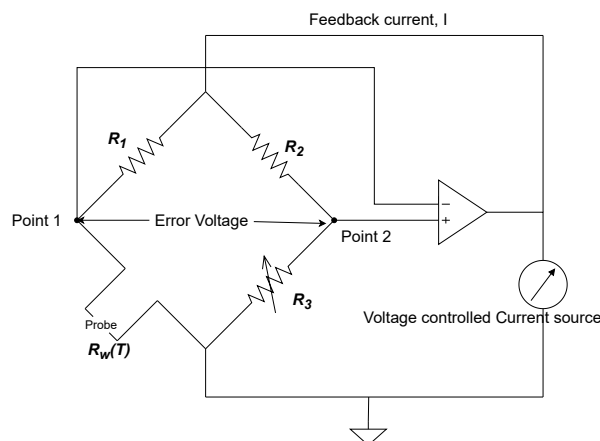 Feedback current, I
R1
R2
Point 1
Error Voltage
Point 2
−
+
R3
Probe
Rw(T)
Voltage controlled Current source